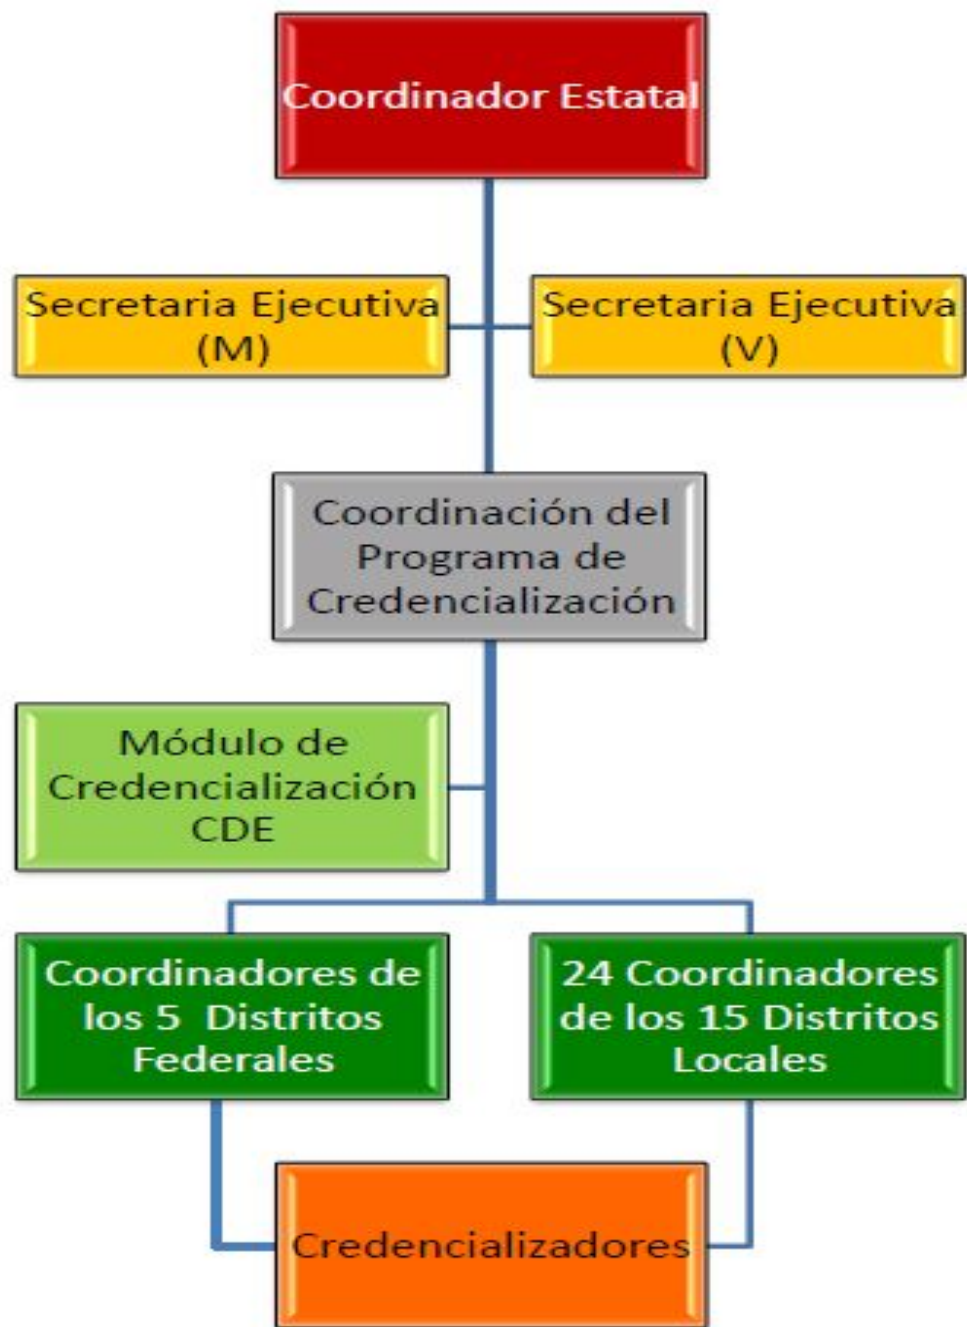 Coordinador Estatal
Secretaria Ejecutiva
(M)
Secretaria Ejecutiva
(V)
Coordinación del
Programa de
Credencialización
Módulo de
Credencialización
CDE
Coordinadores de
los 5 Distritos
Federales
24 Coordinadores
de los 15 Distritos
Locales
Credencializadores